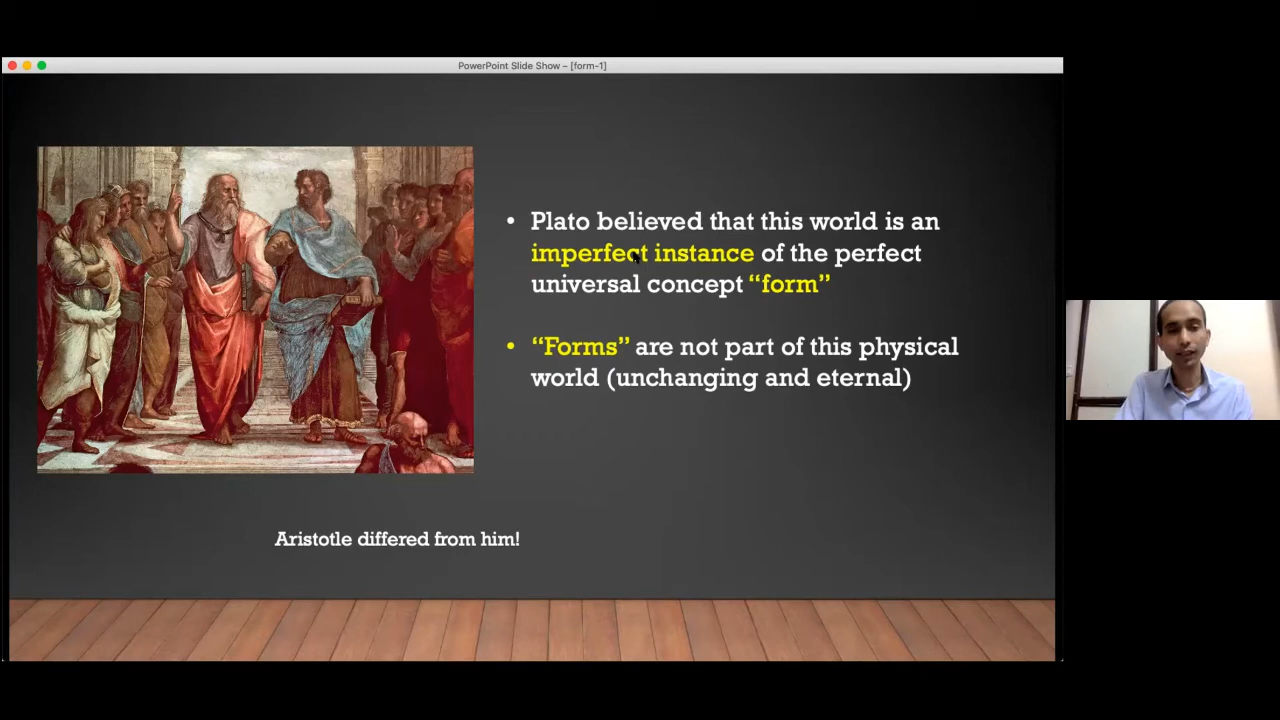 PowerPoint Slide Show – [form-1]
• Plato believed that this world is an
imperfect instance of the perfect
universal concept “form”
• “Forms” are not part of this physical
world (unchanging and eternal)
Aristotle differed from him!